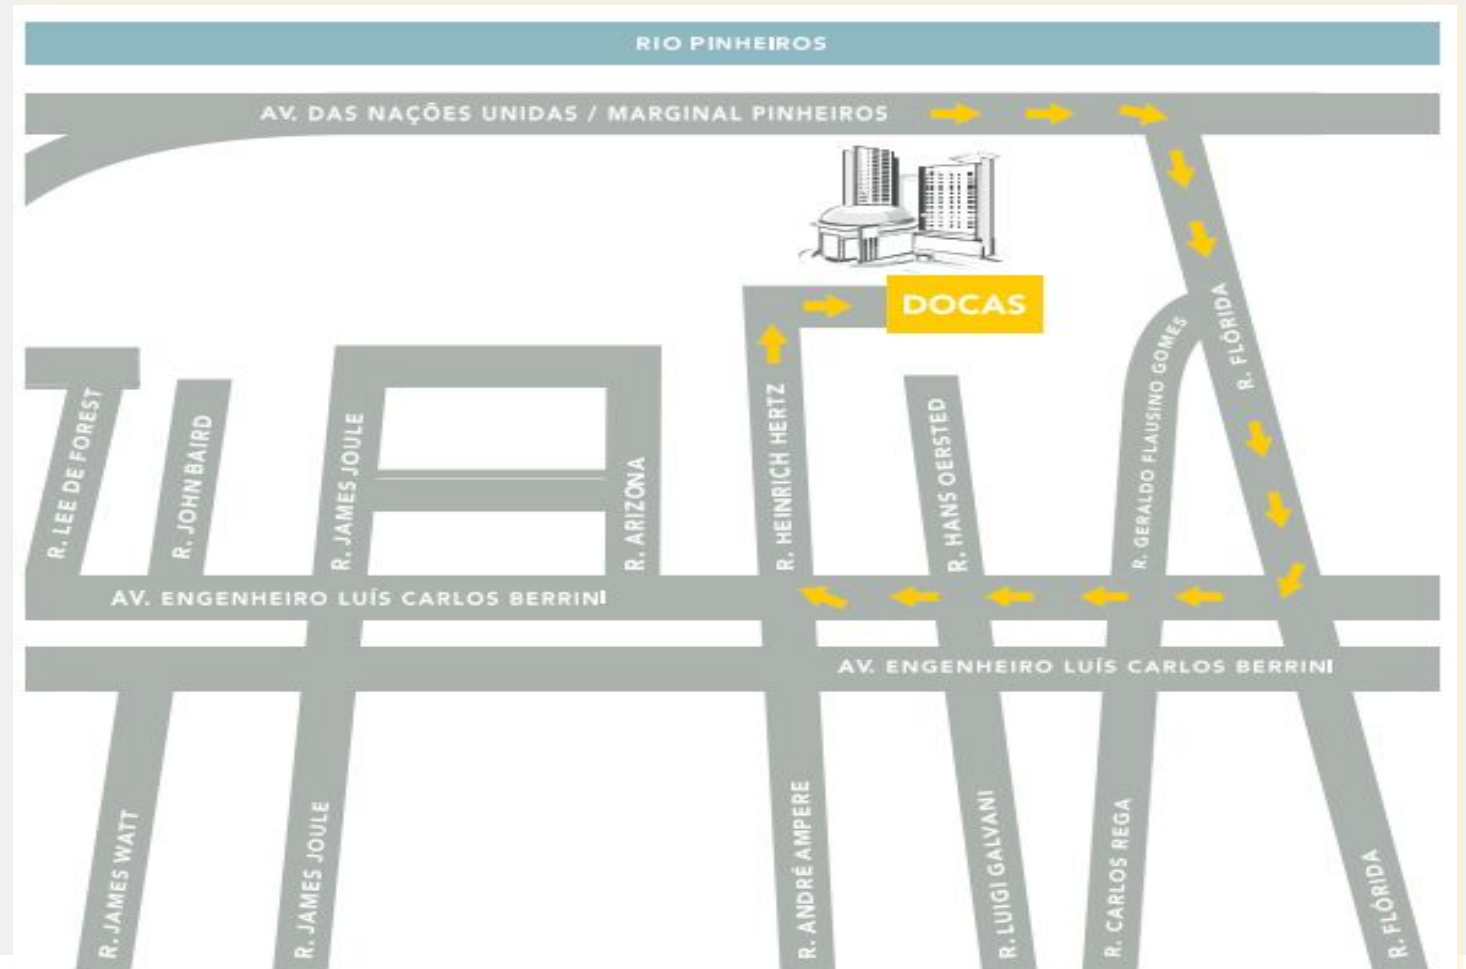 RIO PINHEIROS
AV. DAS NAÇÕES UNIDAS / MARGINAL PINHEIROS
DOCAS
R. FLÓRIDA
R. GERALDO FLAUSINO GOMES
R. LEE DE FOREST
R. JOHN BAIRD
R. JAMES JOULE
R. ARIZONA
R. HEINRICH HERTZ
R. HANS OERSTED
AV. ENGENHEIRO LUÍS CARLOS BERRINI
AV. ENGENHEIRO LUÍS CARLOS BERRINI
R. JAMES WATT
R. JAMES JOULE
R. ANDRÉ AMPERE
R. LUIGI GALVANI
R. CARLOS REGA
R. FLÓRIDA